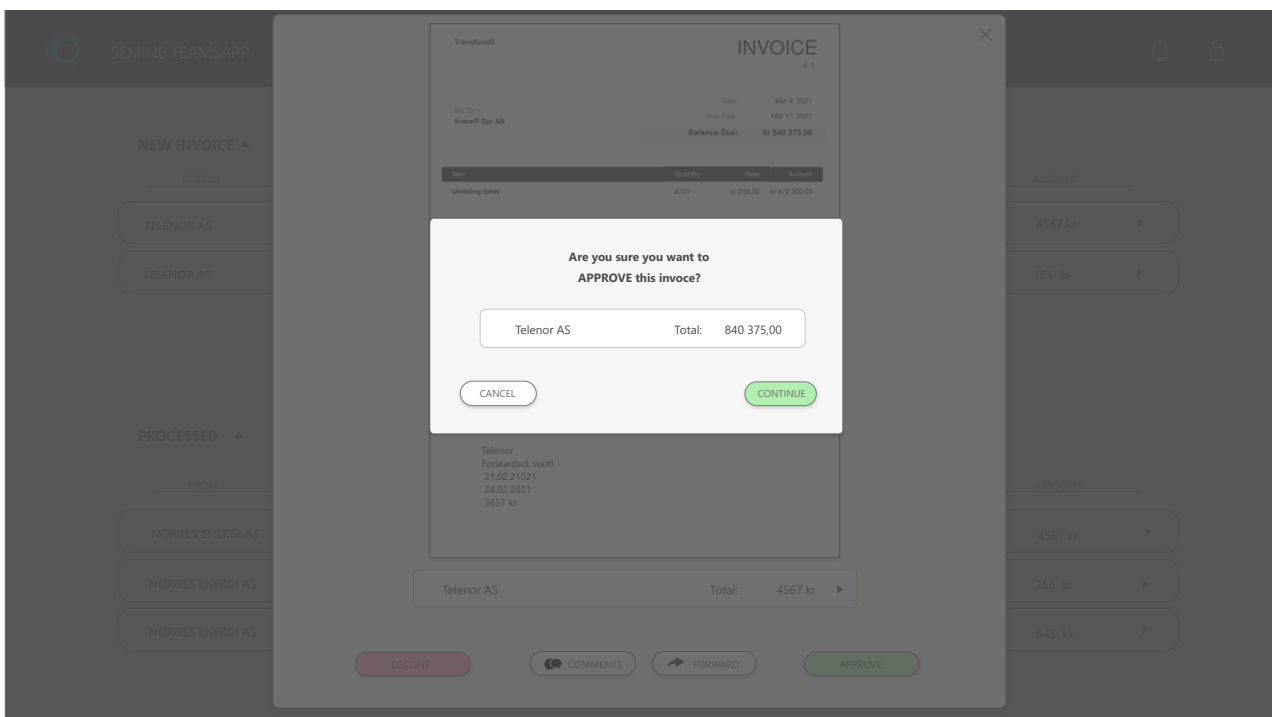 SEMINE TEAMSAPP
TransformIT
INVOICE
# 1
Date: Mar 3, 2021
Bill To:
Due Date: Mar 17, 2021
KnowIT Sør AS
Balance Due: kr 840 375,00
NEW INVOICE
Item Quantity Rate Amount
STATUS AMOUNT
Utvikling timer 2700 kr 249,00 kr 672 300,00
TELENOR AS 4567 kr
Are you sure you want to
APPROVE this invoce?
TELENOR AS 765 kr
Telenor AS Total: 840 375,00
CANCEL CONTINUE
PROCESSED
Telenor
Forwarded, waiti
21.02.21021
24.02.2021
FROM AMOUNT
3657 kr
NORGES ENERGI AS 4567 kr
NORGES ENERGI AS 758 kr
Telenor AS Total: 4567 kr
NORGES ENERGI AS 643 kr
DECLINE COMMENTS FORWARD APPROVE